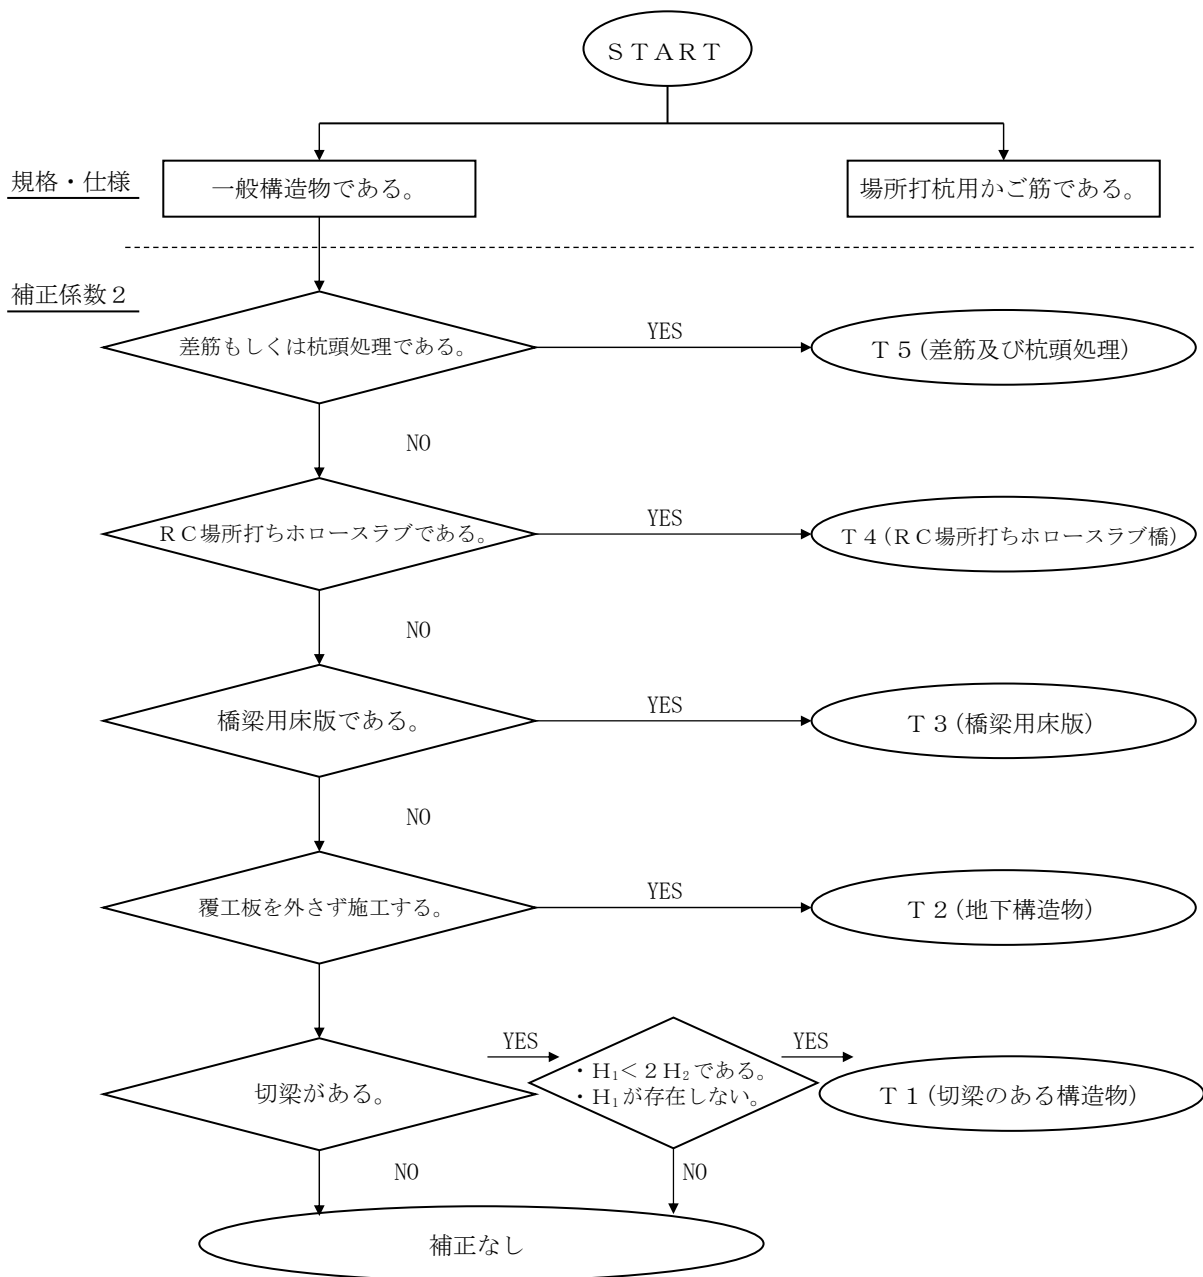 ＳＴＡＲＴ
規格・仕様
一般構造物である。
場所打杭用かご筋である。
補正係数２
差筋もしくは杭頭処理である。
YES
Ｔ５(差筋及び杭頭処理)
NO
ＲＣ場所打ちホロースラブである。
YES
Ｔ４(ＲＣ場所打ちホロースラブ橋)
NO
橋梁用床版である。
YES
Ｔ３(橋梁用床版)
NO
覆工板を外さず施工する。
YES
Ｔ２(地下構造物)
切梁がある。
YES
・Ｈ₁＜２Ｈ₂である。
・Ｈ₁が存在しない。
YES
Ｔ１(切梁のある構造物)
NO
NO
補正なし